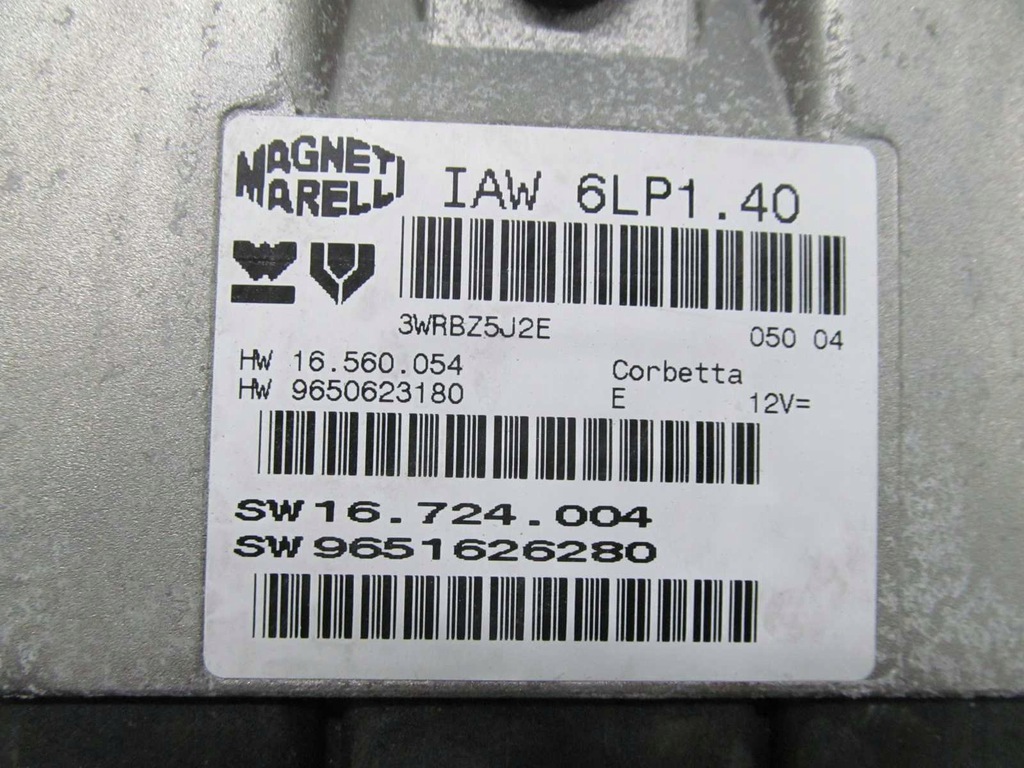 MAGNETI
MARELLI
IAW 6LP1.40
3WRBZ5J2E 050 04
HW 16.560.054
HW 9650623180
Corbetta
E 12V=
SW 16.724.004
SW 9651626280